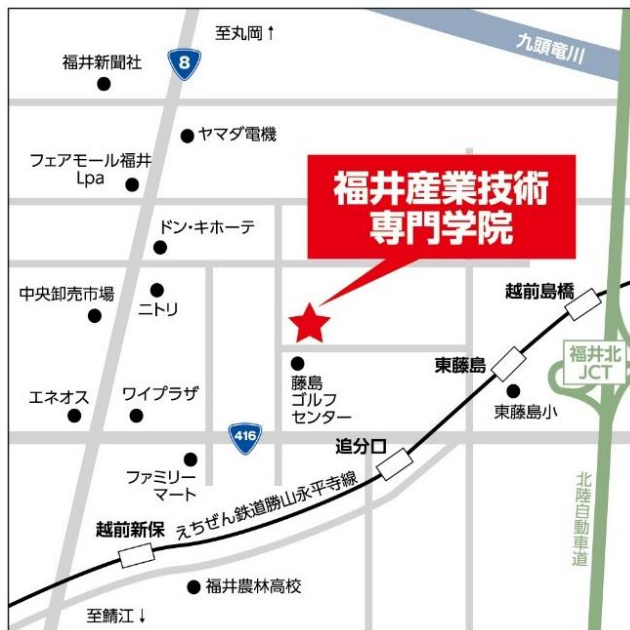 至丸岡↑
九頭竜川
福井新聞社
8
ヤマダ電機
フェアモール福井
Lpa
福井産業技術
専門学院
ドン・キホーテ
越前島橋
中央卸売市場
ニトリ
福井北
JCT
東藤島
藤島
ゴルフ
センター
東藤島小
エネオス
ワイプラザ
416
追分口
ファミリー
マート
北陸自動車道
えちぜん鉄道勝山永平寺線
越前新保
福井農林高校
至鯖江↓